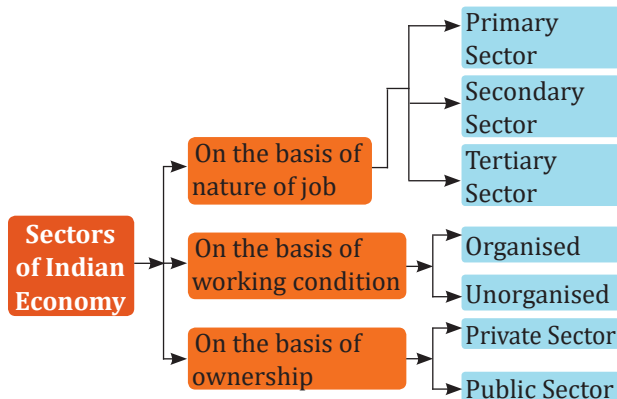 Sectors
of Indian
Economy
On the basis of
nature of job
Primary
Sector
Secondary
Sector
Tertiary
Sector
On the basis of
working condition
Organised
Unorganised
On the basis of
ownership
Private Sector
Public Sector